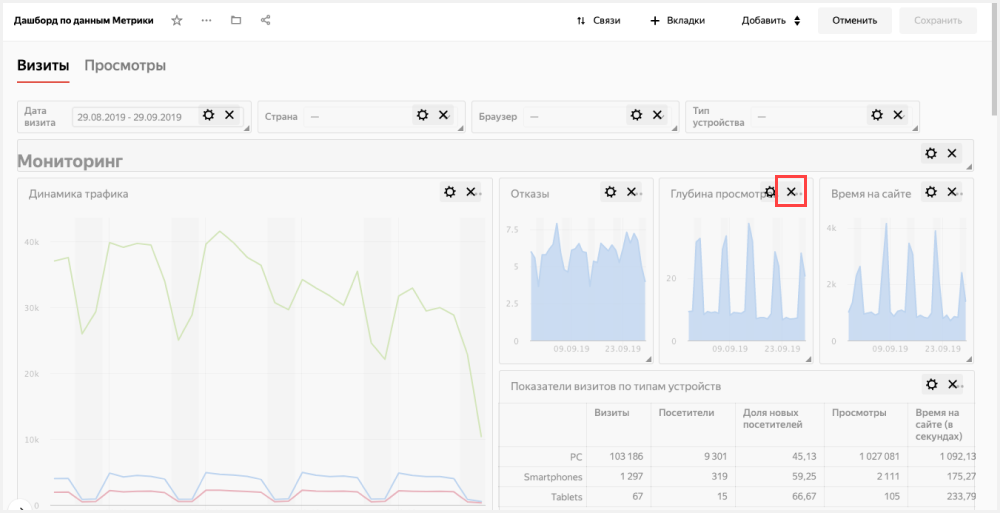 Дашборд по данным Метрики
Связи
Вкладки
Добавить
Отменить
Сохранить
Визиты
Просмотры
Дата визита
29.08.2019 - 29.09.2019
Страна
—
Браузер
—
Тип устройства
—
Мониторинг
Динамика трафика
40k
30k
20k
10k
0
Отказы
7.5
5
2.5
0
09.09.19
23.09.19
Глубина просмотра
20
0
09.09.19
23.09.19
Время на сайте
4k
2k
0
09.09.19
23.09.19
Показатели визитов по типам устройств
Визиты Посетители Доля новых посетителей Просмотры Время на сайте (в секундах)
PC 103 186 9 301 45,13 1 027 081 1 092,13
Smartphones 1 297 319 59,25 2 111 175,27
Tablets 67 15 66,67 105 233,79